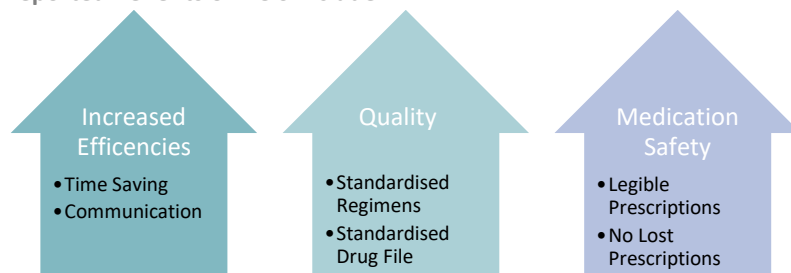 Increased
Efficencies
•Time Saving
•Communication
Quality
•Standardised
Regimens
•Standardised
Drug File
Medication
Safety
•Legible
Prescriptions
•No Lost
Prescriptions